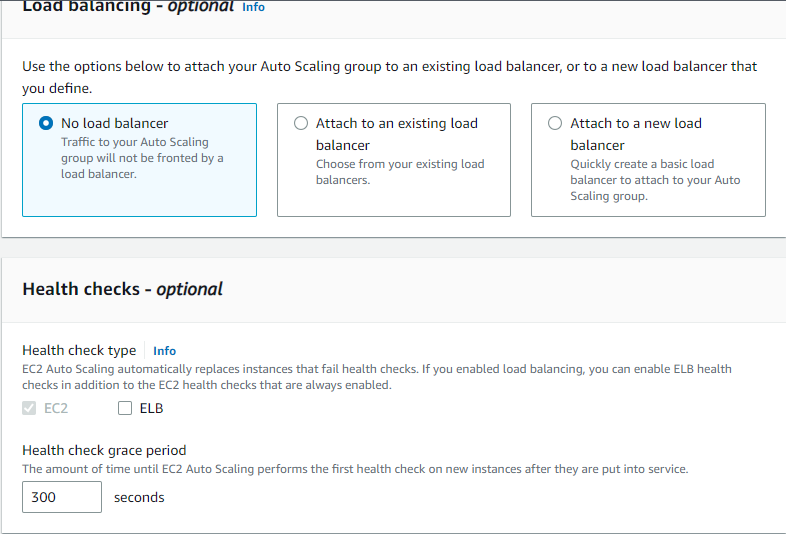 Load balancing - optional Info
Use the options below to attach your Auto Scaling group to an existing load balancer, or to a new load balancer that
you define.
No load balancer
Traffic to your Auto Scaling
group will not be fronted by a
load balancer.
Attach to an existing load
balancer
Choose from your existing load
balancers.
Attach to a new load
balancer
Quickly create a basic load
balancer to attach to your Auto
Scaling group.
Health checks - optional
Health check type Info
EC2 Auto Scaling automatically replaces instances that fail health checks. If you enabled load balancing, you can enable ELB health
checks in addition to the EC2 health checks that are always enabled.
EC2 ELB
Health check grace period
The amount of time until EC2 Auto Scaling performs the first health check on new instances after they are put into service.
300 seconds